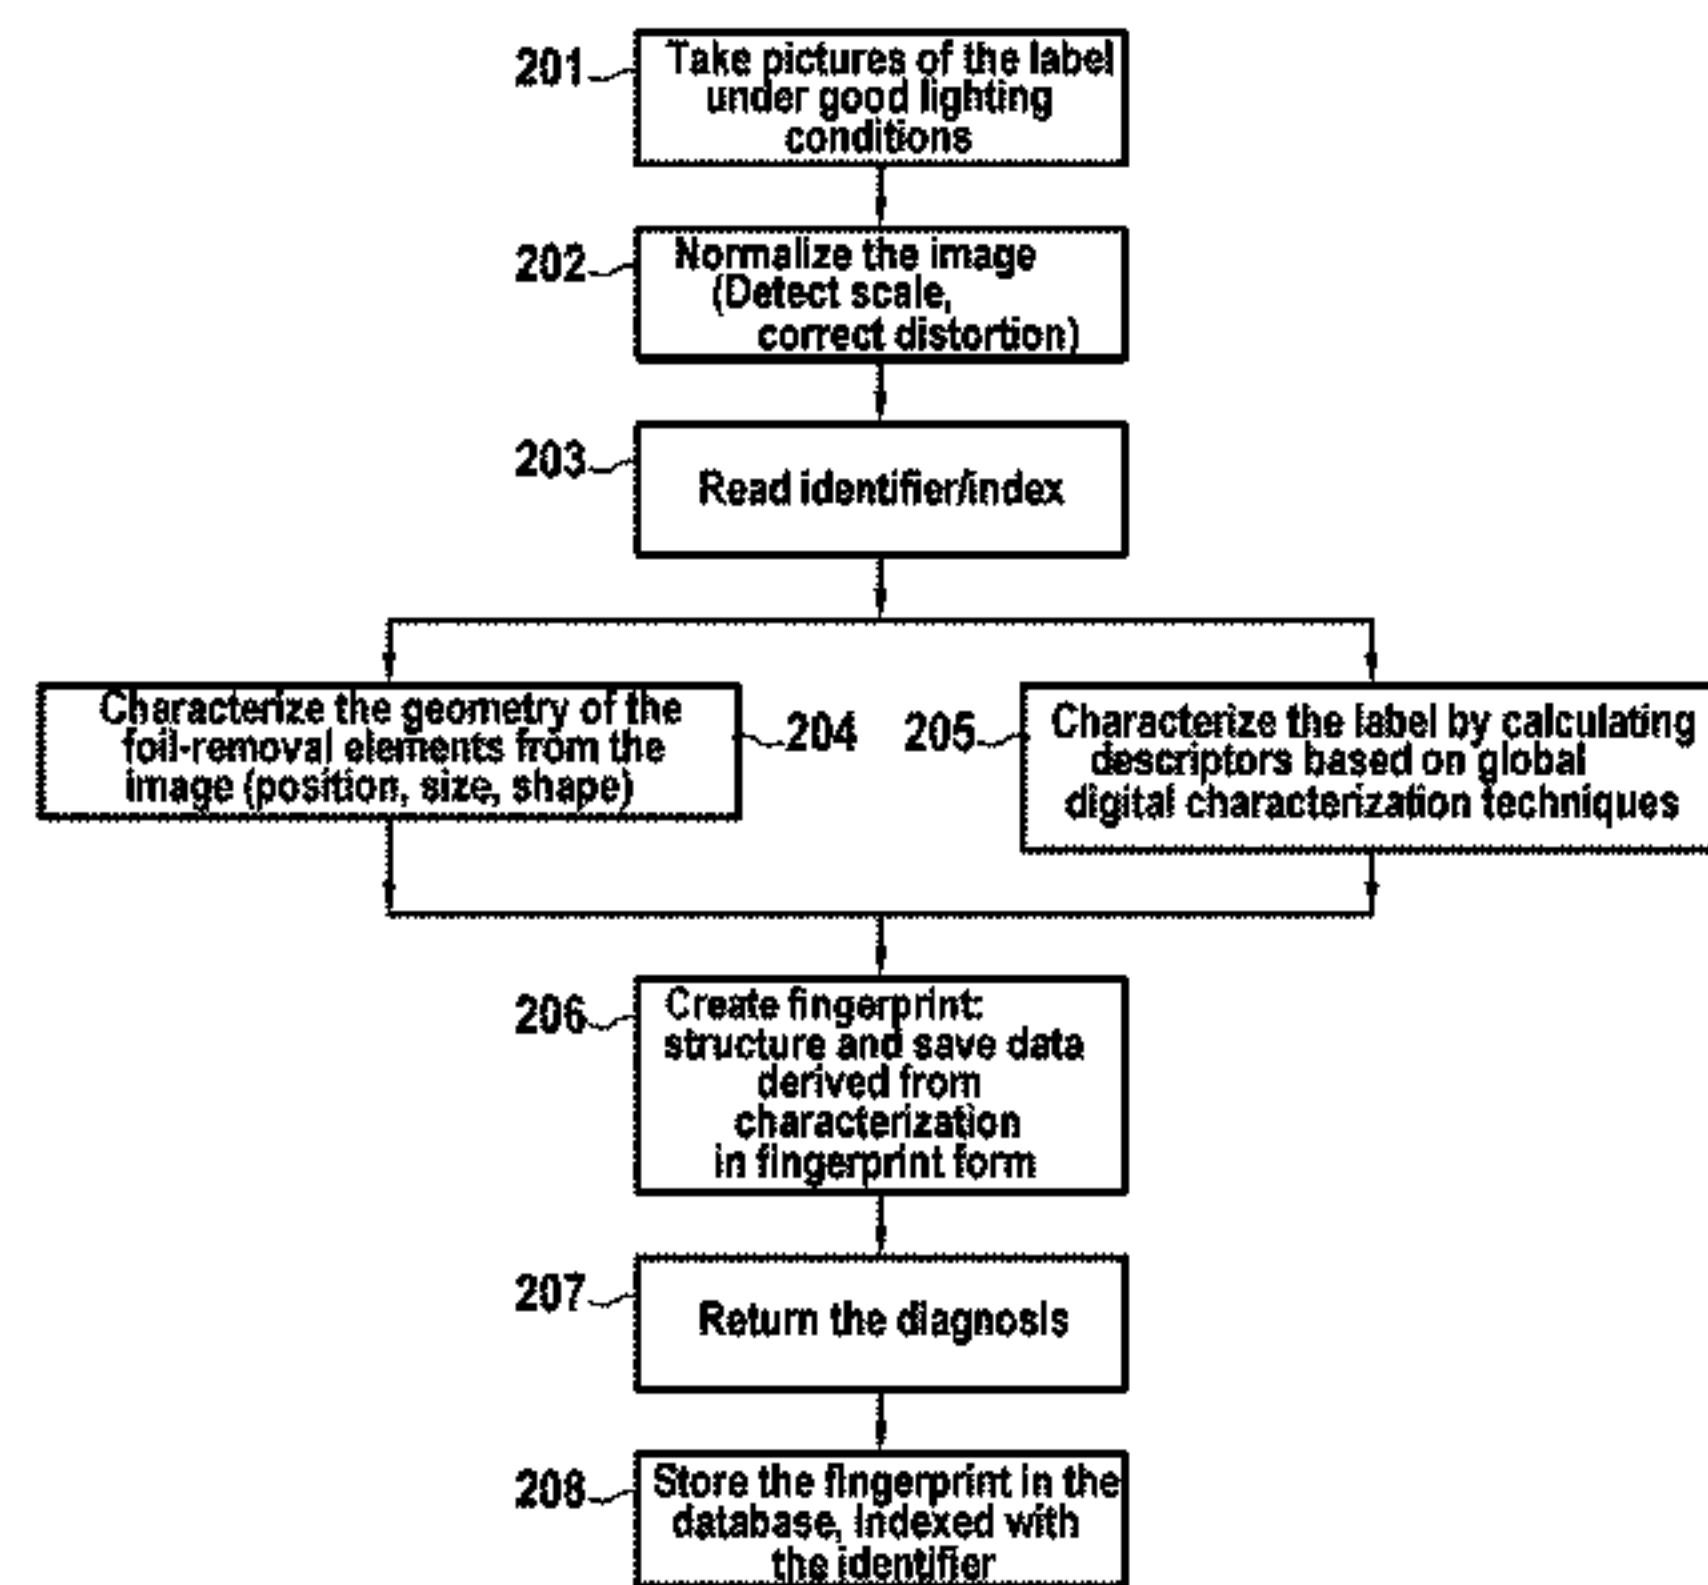 201
Take pictures of the label
under good lighting
conditions
202
Normalize the image
(Detect scale,
correct distortion)
203
Read identifier/index
Characterize the geometry of the
foil-removal elements from the
image (position, size, shape)
204
205
Characterize the label by calculating
descriptors based on global
digital characterization techniques
206
Create fingerprint:
structure and save data
derived from
characterization
in fingerprint form
207
Return the diagnosis
208
Store the fingerprint in the
database, indexed with
the identifier